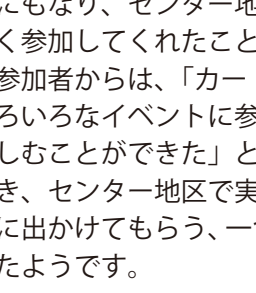 にもなり、センター地
く参加してくれたこと
参加者からは、「カー
ろいろなイベントに参
しむことができた」と
き、センター地区で実
に出かけてもらう、一
たようです。